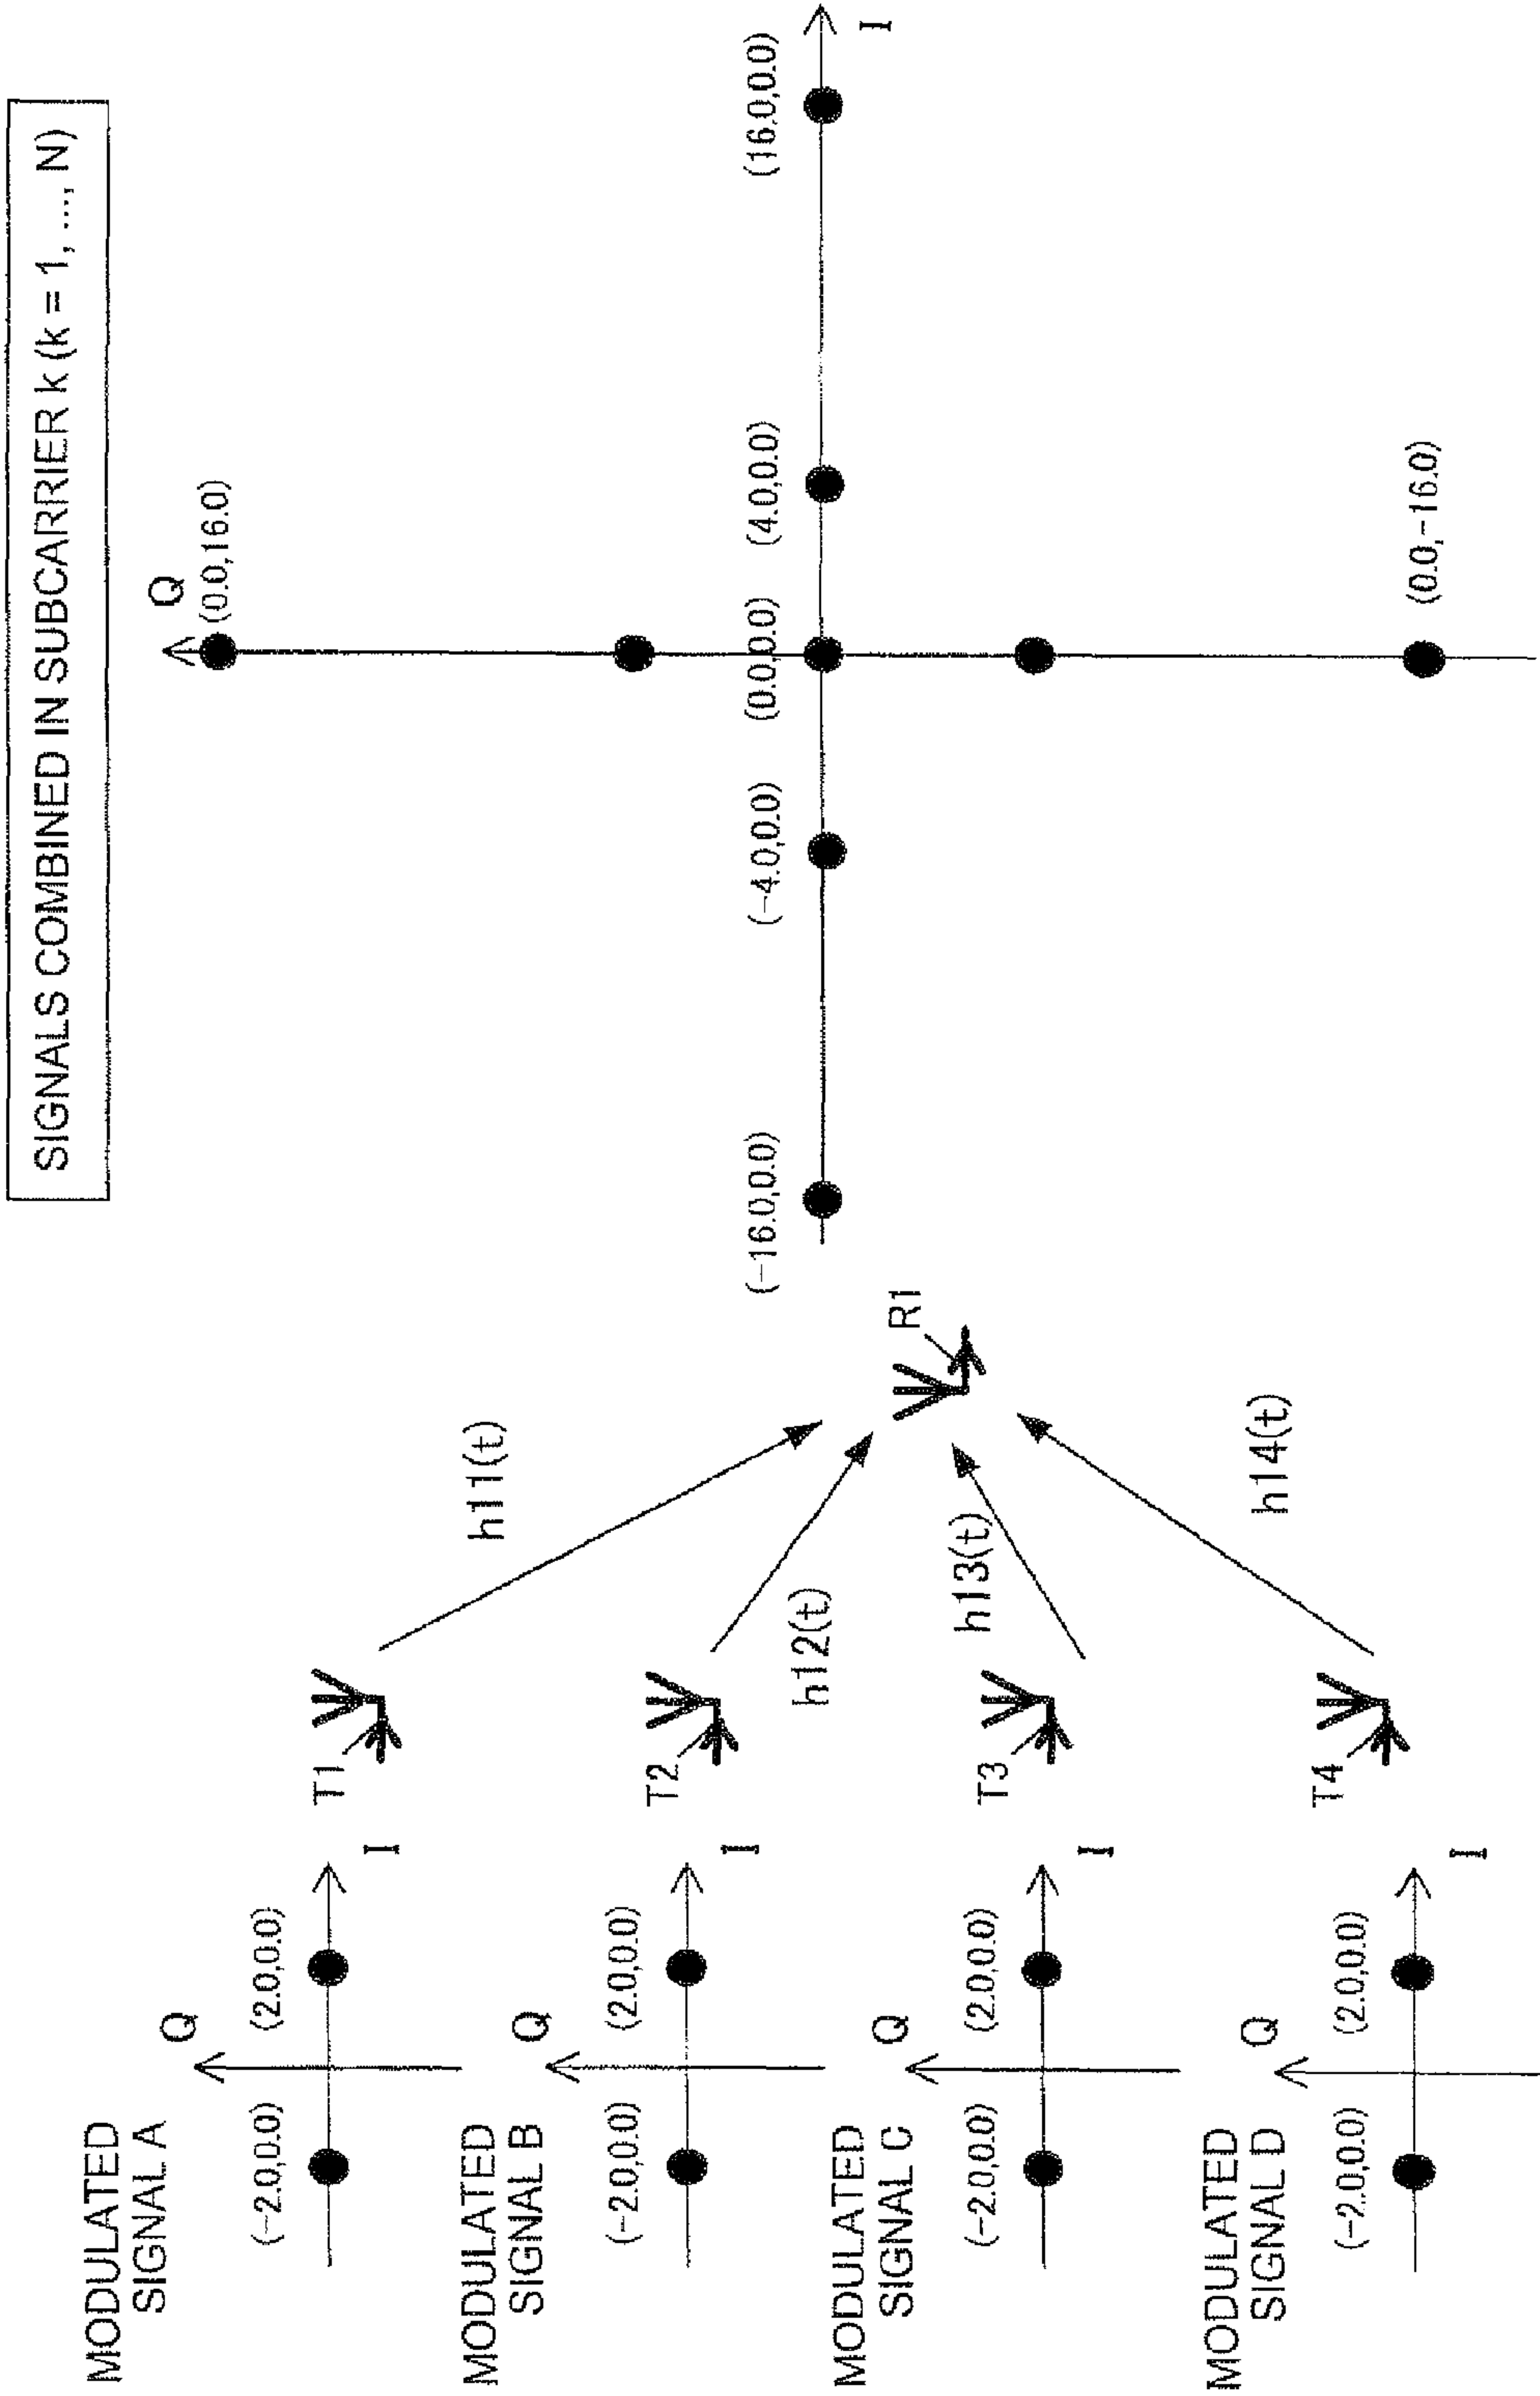 SIGNALS COMBINED IN SUBCARRIER k (k = 1, ..., N)
MODULATED
SIGNAL A
Q
(-2.0,0.0)
(2.0,0.0)
I
T1
h11(t)
MODULATED
SIGNAL B
Q
(-2.0,0.0)
(2.0,0.0)
I
T2
h12(t)
MODULATED
SIGNAL C
Q
(-2.0,0.0)
(2.0,0.0)
I
T3
h13(t)
MODULATED
SIGNAL D
Q
(-2.0,0.0)
(2.0,0.0)
I
T4
h14(t)
R1
Q
(0.0,16.0)
(-16.0,0.0)
(-4.0,0.0)
(0.0,0.0)
(4.0,0.0)
(16.0,0.0)
I
(0.0,-16.0)